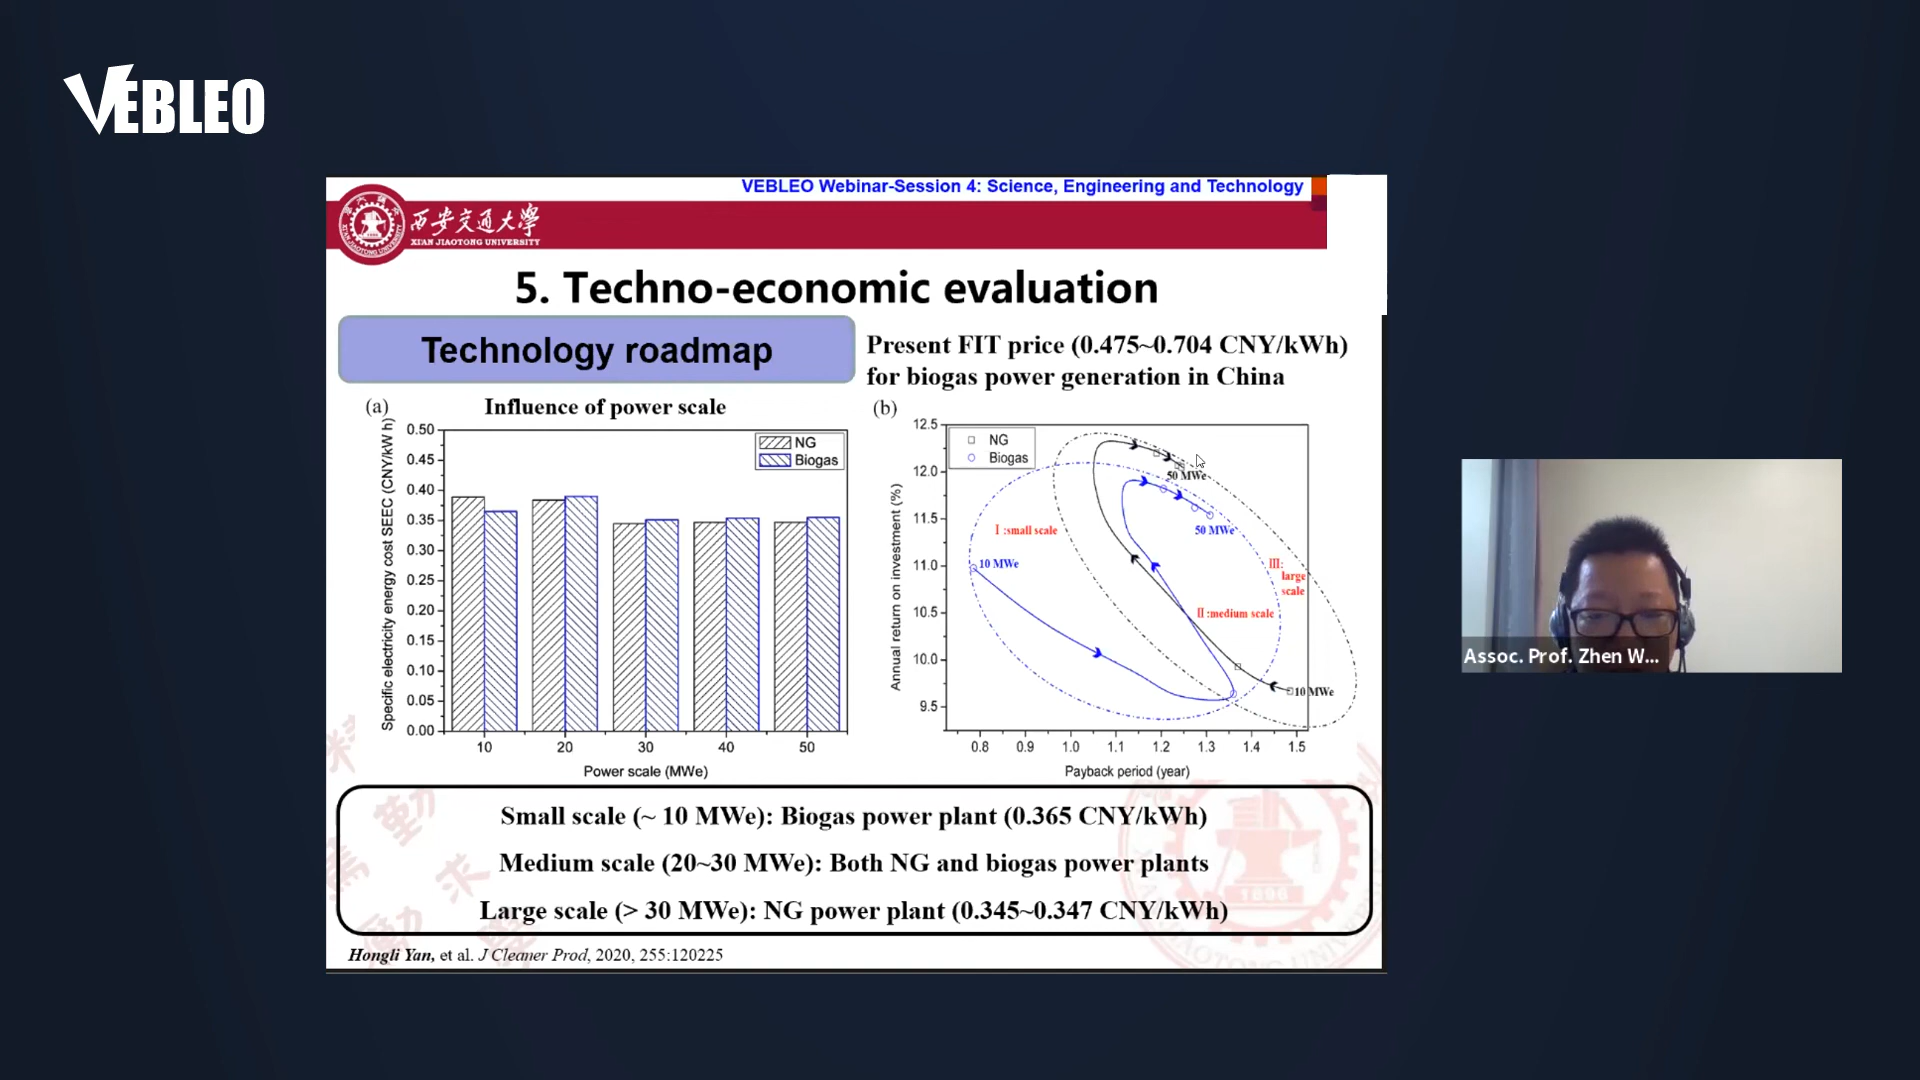 VEBLEO
VEBLEO Webinar-Session 4: Science, Engineering and Technology
西安交通大学
XI'AN JIAOTONG UNIVERSITY
5. Techno-economic evaluation
Technology roadmap
Present FIT price (0.475~0.704 CNY/kWh)
for biogas power generation in China
(a)
Influence of power scale
Specific electricity energy cost SEEC (CNY/kW h)
0.50
0.45
0.40
0.35
0.30
0.25
0.20
0.15
0.10
0.05
0.00
NG
Biogas
10 20 30 40 50
Power scale (MWe)
(b)
Annual return on investment (%)
12.5
12.0
11.5
11.0
10.5
10.0
9.5
NG
Biogas
50 MWe
50 MWe
I :small scale
10 MWe
III:
large
scale
II :medium scale
10 MWe
0.8 0.9 1.0 1.1 1.2 1.3 1.4 1.5
Payback period (year)
Small scale (~ 10 MWe): Biogas power plant (0.365 CNY/kWh)
Medium scale (20~30 MWe): Both NG and biogas power plants
Large scale (> 30 MWe): NG power plant (0.345~0.347 CNY/kWh)
Hongli Yan, et al. J Cleaner Prod, 2020, 255:120225
Assoc. Prof. Zhen W...